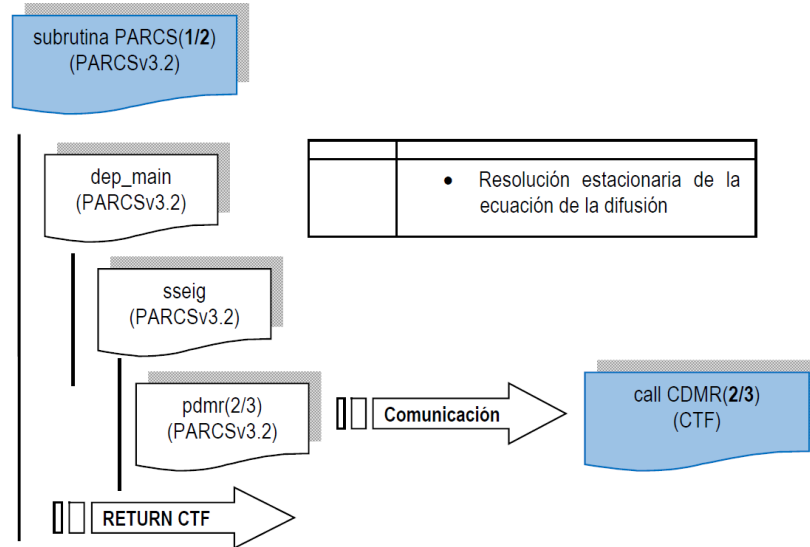 subrutina PARCS(1/2)
(PARCSv3.2)
dep_main
(PARCSv3.2)
• Resolución estacionaria de la
ecuación de la difusión
sseig
(PARCSv3.2)
pdmr(2/3)
(PARCSv3.2)
Comunicación
call CDMR(2/3)
(CTF)
RETURN CTF